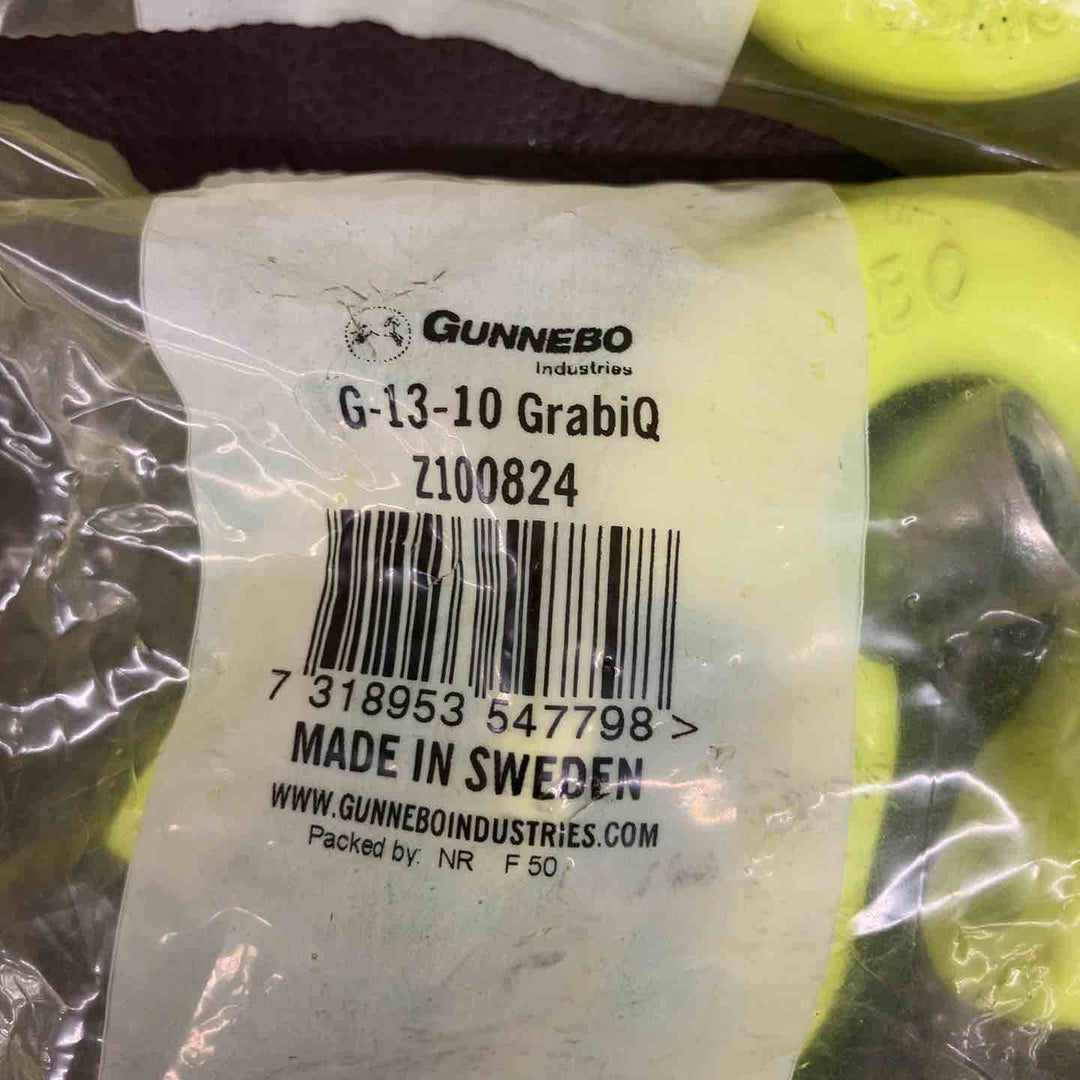 GUNNEBO
Industries
G-13-10 GrabiQ
Z100824
7 318953 547798 >
MADE IN SWEDEN
WWW.GUNNEBOINDUSTRIES.COM
Packed by: NR F 50